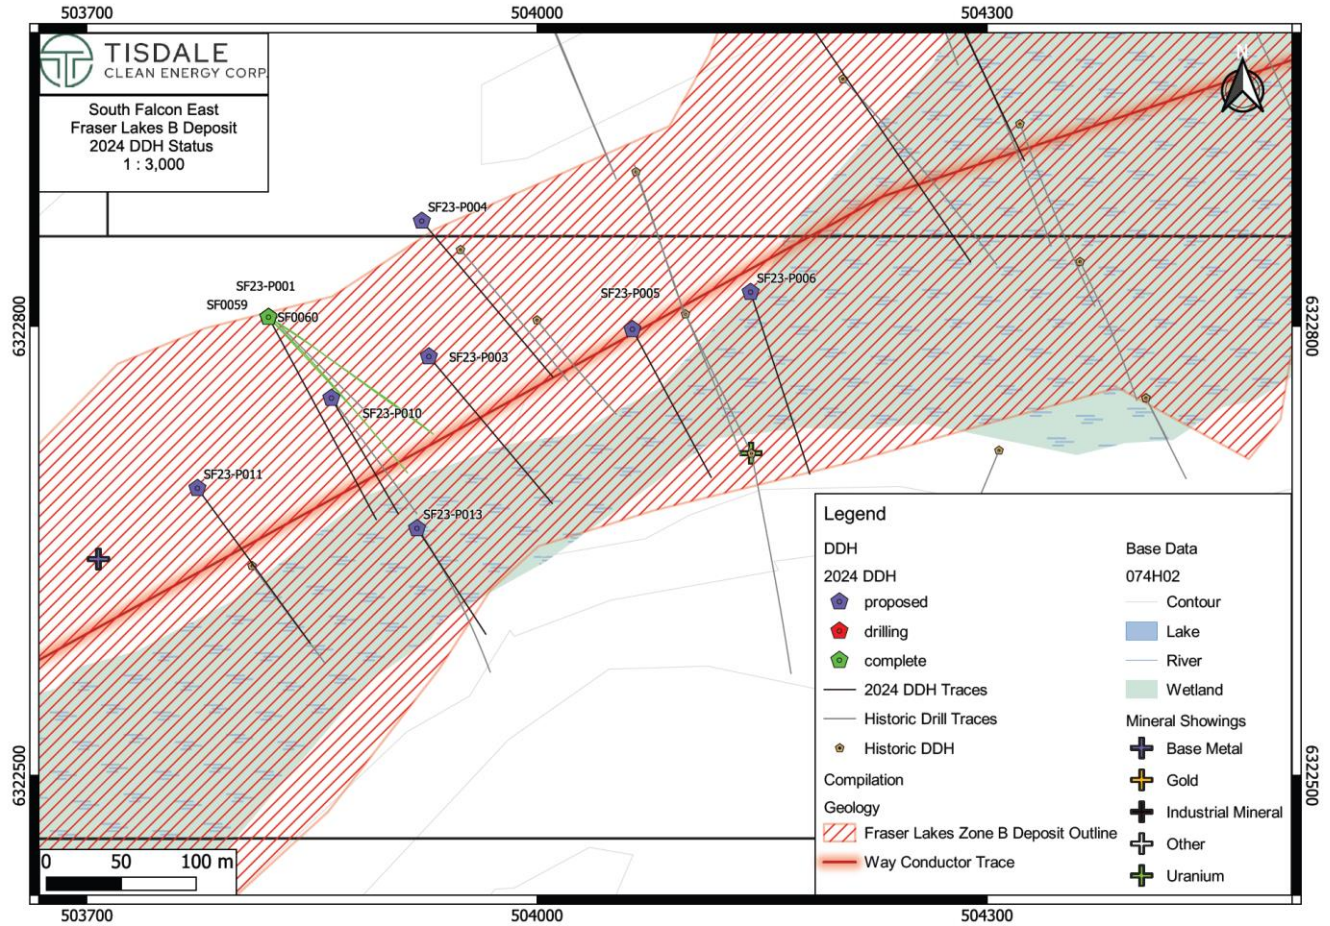 503700
504000
504300
TISDALE
CLEAN ENERGY CORP.
South Falcon East
Fraser Lakes B Deposit
2024 DDH Status
1 : 3,000
N
SF23-P004
SF23-P001
SF0059
SF0060
SF23-P005
SF23-P006
6322800
6322800
SF23-P003
SF23-P010
SF23-P011
SF23-P013
Legend
DDH
2024 DDH
proposed
drilling
complete
2024 DDH Traces
Historic Drill Traces
Historic DDH
Compilation
Geology
Fraser Lakes Zone B Deposit Outline
Way Conductor Trace
Base Data
074H02
Contour
Lake
River
Wetland
Mineral Showings
Base Metal
Gold
Industrial Mineral
Other
Uranium
6322500
6322500
0 50 100 m
503700
504000
504300